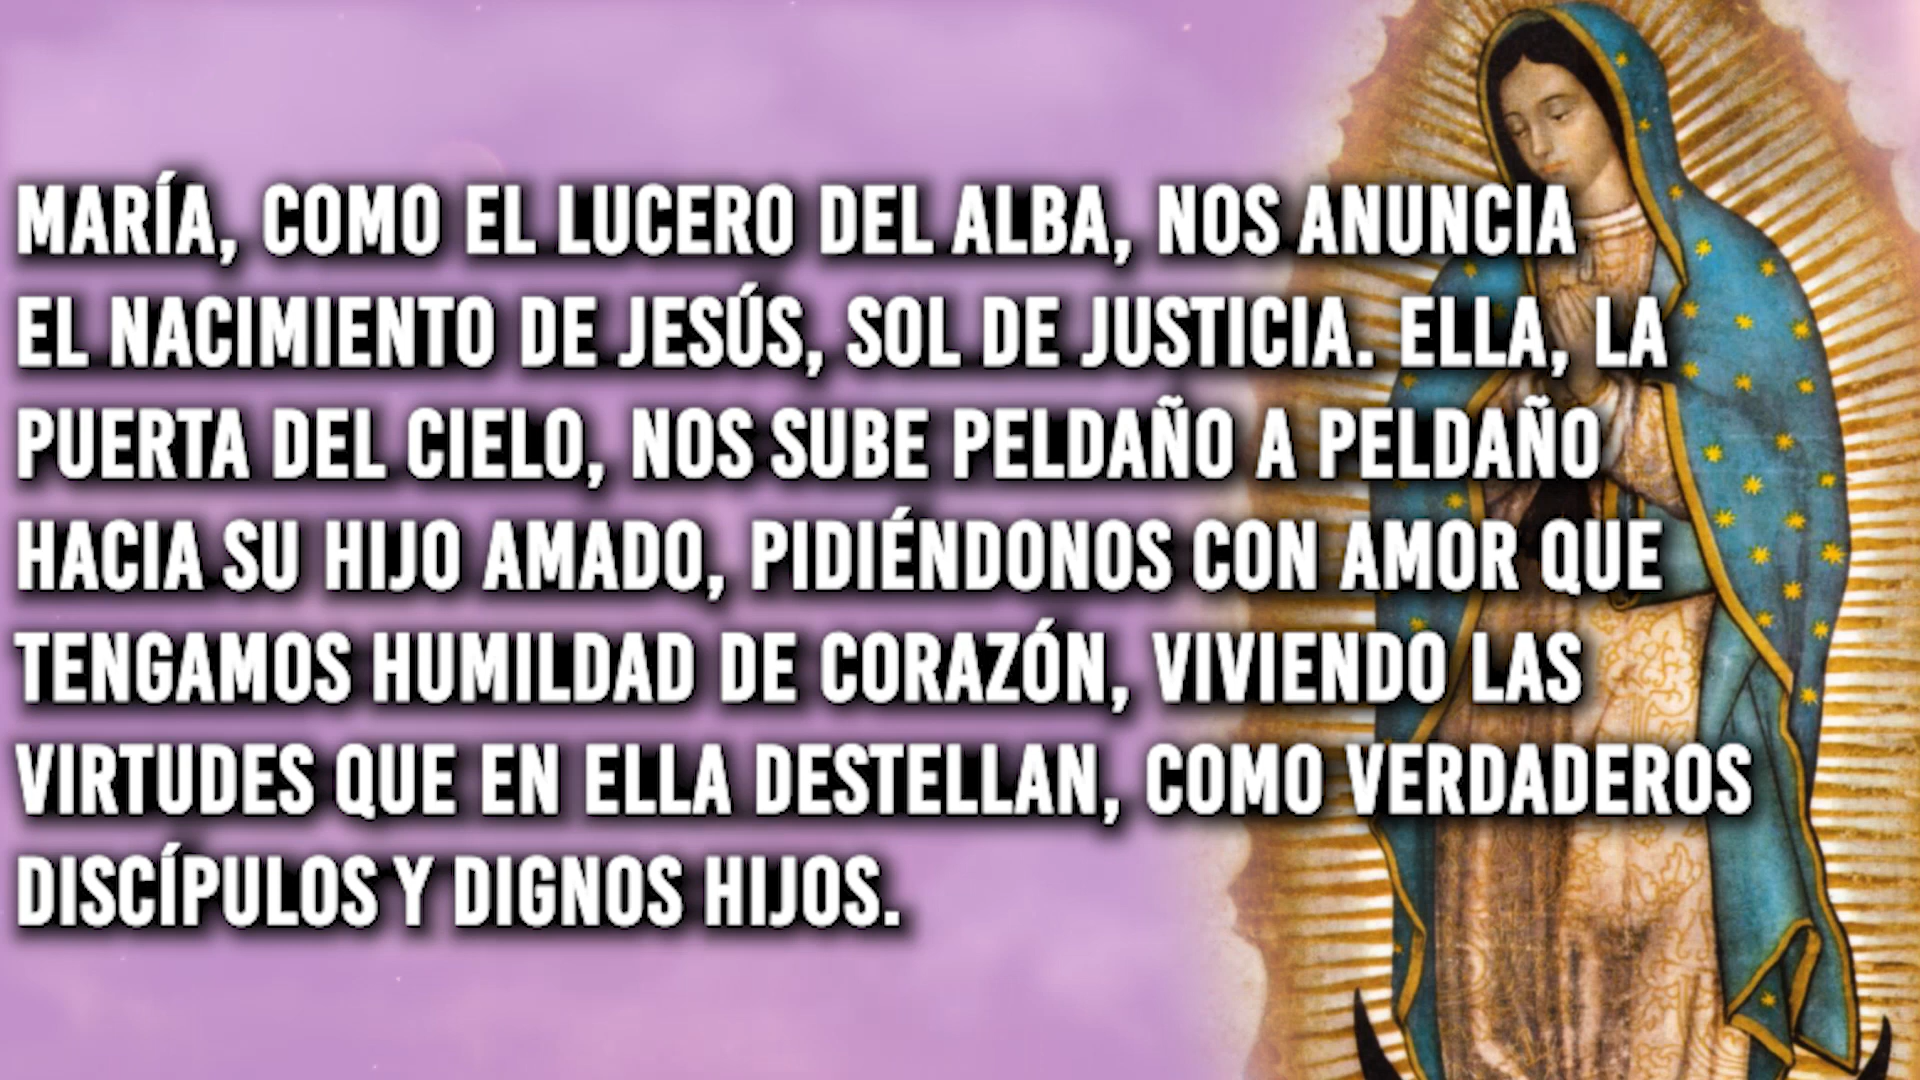 MARÍA, COMO EL LUCERO DEL ALBA, NOS ANUNCIA
EL NACIMIENTO DE JESÚS, SOL DE JUSTICIA. ELLA, LA
PUERTA DEL CIELO, NOS SUBE PELDAÑO A PELDAÑO
HACIA SU HIJO AMADO, PIDIÉNDONOS CON AMOR QUE
TENGAMOS HUMILDAD DE CORAZÓN, VIVIENDO LAS
VIRTUDES QUE EN ELLA DESTELLAN, COMO VERDADEROS
DISCÍPULOS Y DIGNOS HIJOS.